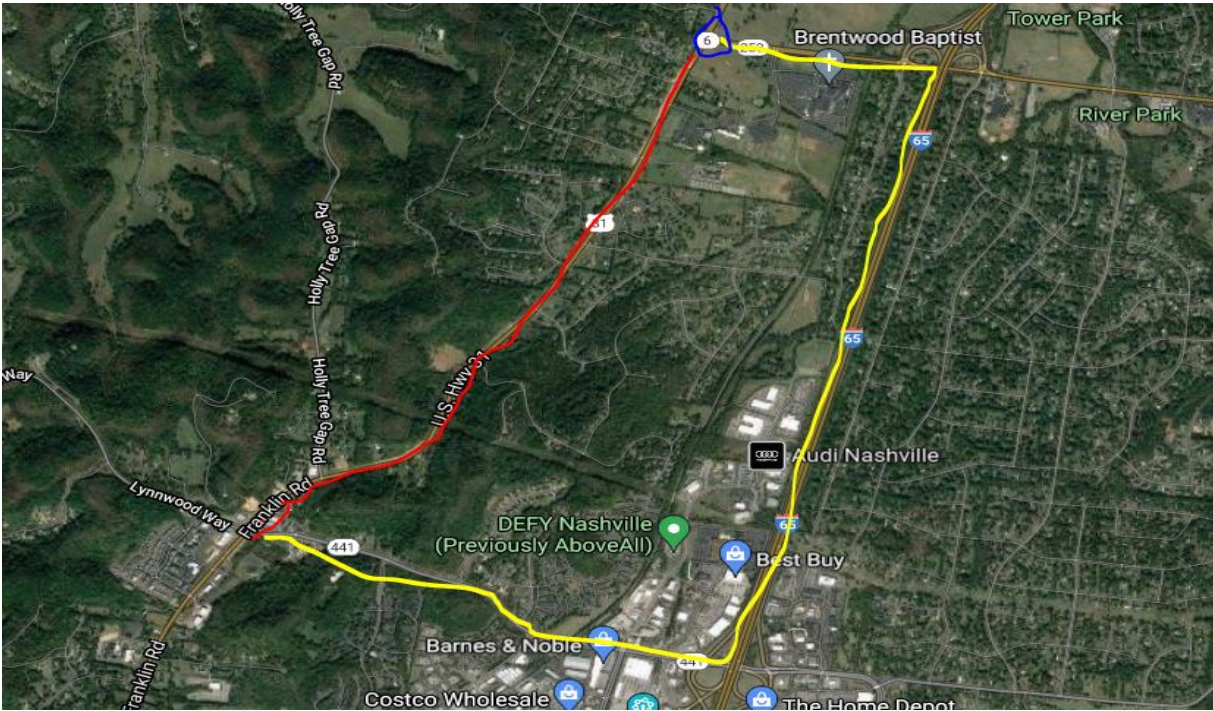 Holly Tree Gap Rd
6
252
Brentwood Baptist
Tower Park
River Park
65
Holly Tree Gap Rd
31
65
U.S. Hwy 31
Way
Holly Tree Gap Rd
Audi Nashville
Lynnwood Way
Franklin Rd
441
DEFY Nashville
(Previously AboveAll)
65
Best Buy
Barnes & Noble
441
Franklin Rd
Costco Wholesale
The Home Depot